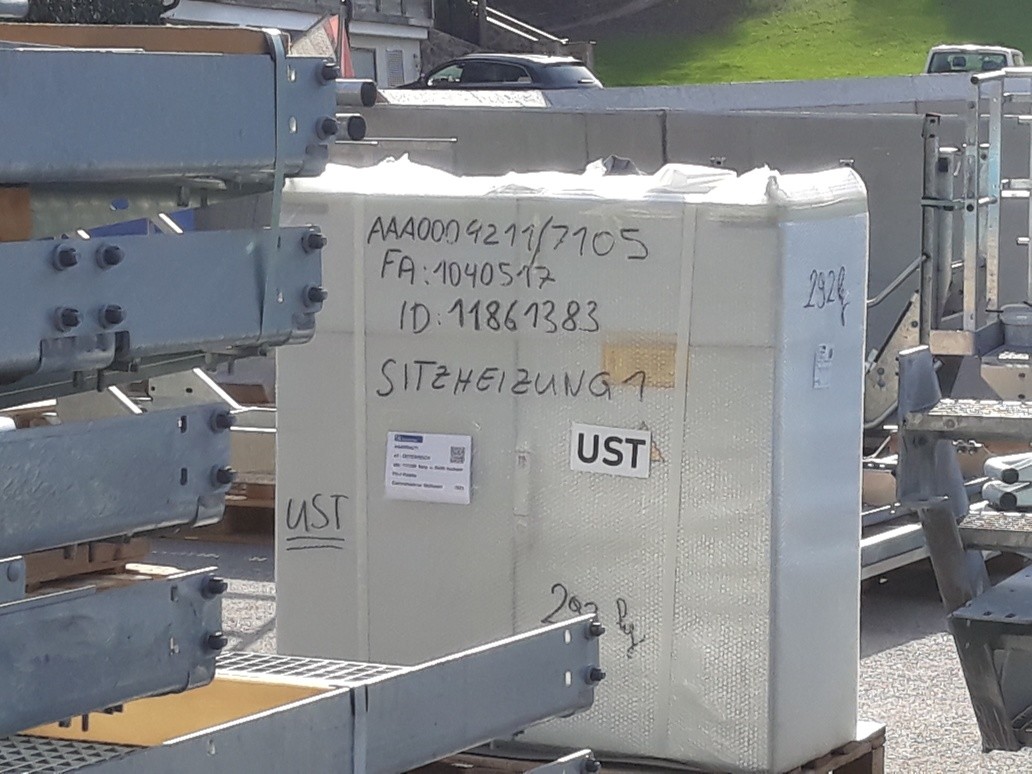 AAA0004211/7105
FA:1040517
ID:11861383
292 kg
SITZHEIZUNG 1
UST
UST
292 kg